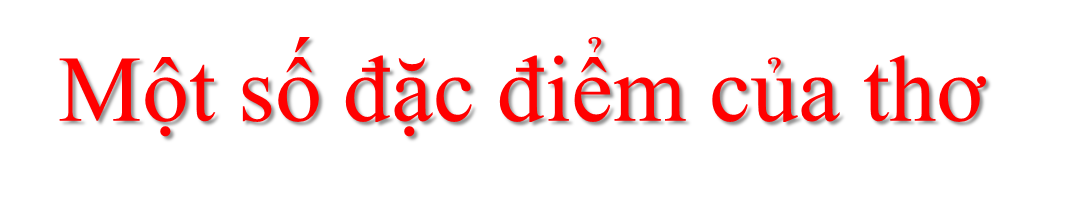 Một số đặc điểm của thơ